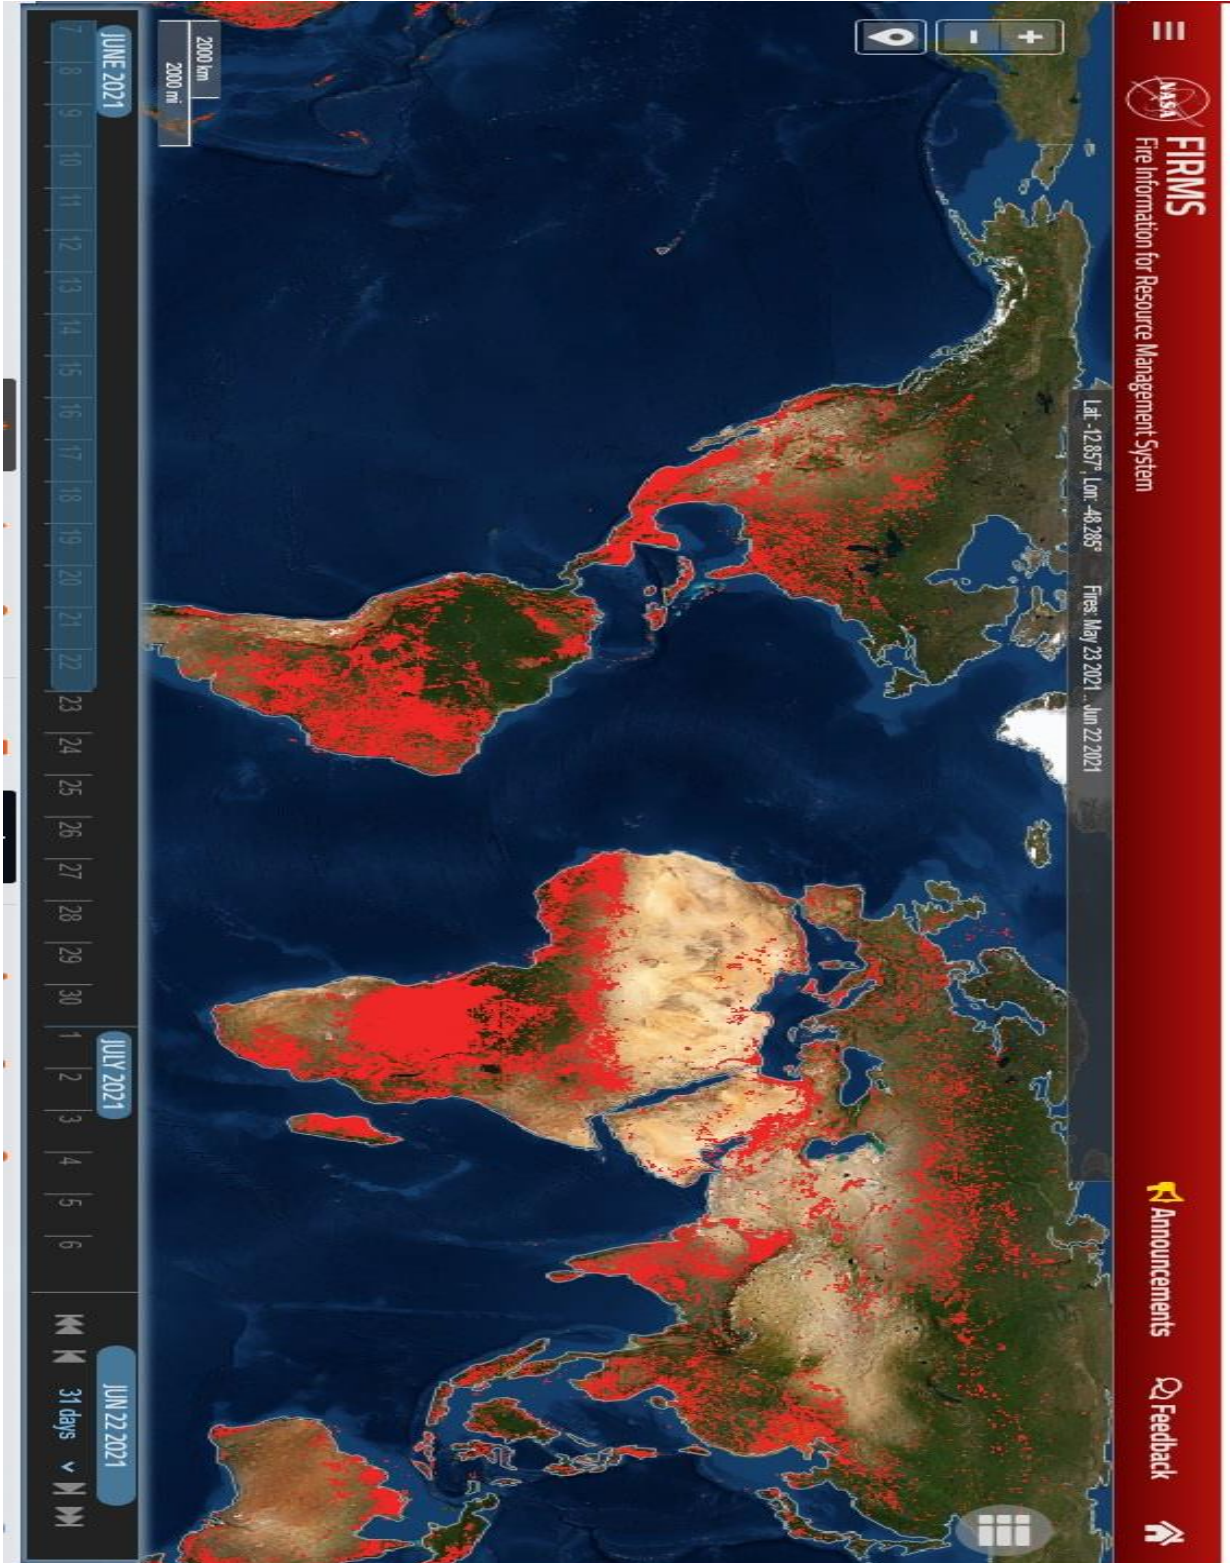 NASA
FIRMS
Fire Information for Resource Management System
Announcements
Feedback
Lat: -12.857°, Lon: -48.285°
Fires: May 23 2021 .. Jun 22 2021
+
-
2000 km
2000 mi
JUNE 2021
JULY 2021
JUN 22 2021
7 8 9 10 11 12 13 14 15 16 17 18 19 20 21 22 23 24 25 26 27 28 29 30 1 2 3 4 5 6
31 days